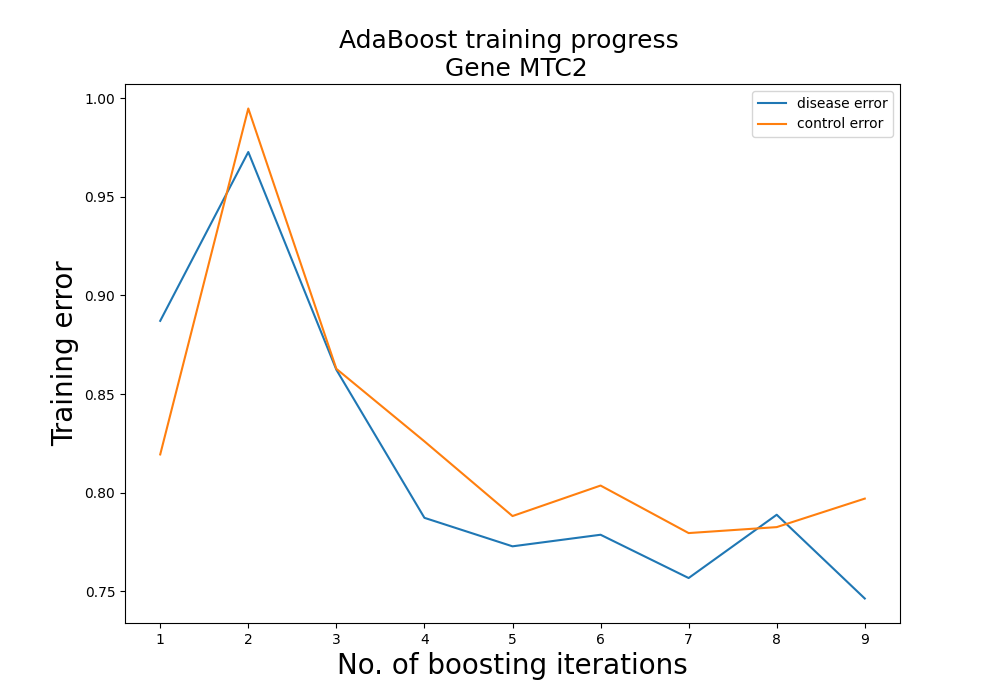 AdaBoost training progress
Gene MTC2
disease error
control error
Training error
1.00
0.95
0.90
0.85
0.80
0.75
1 2 3 4 5 6 7 8 9
No. of boosting iterations